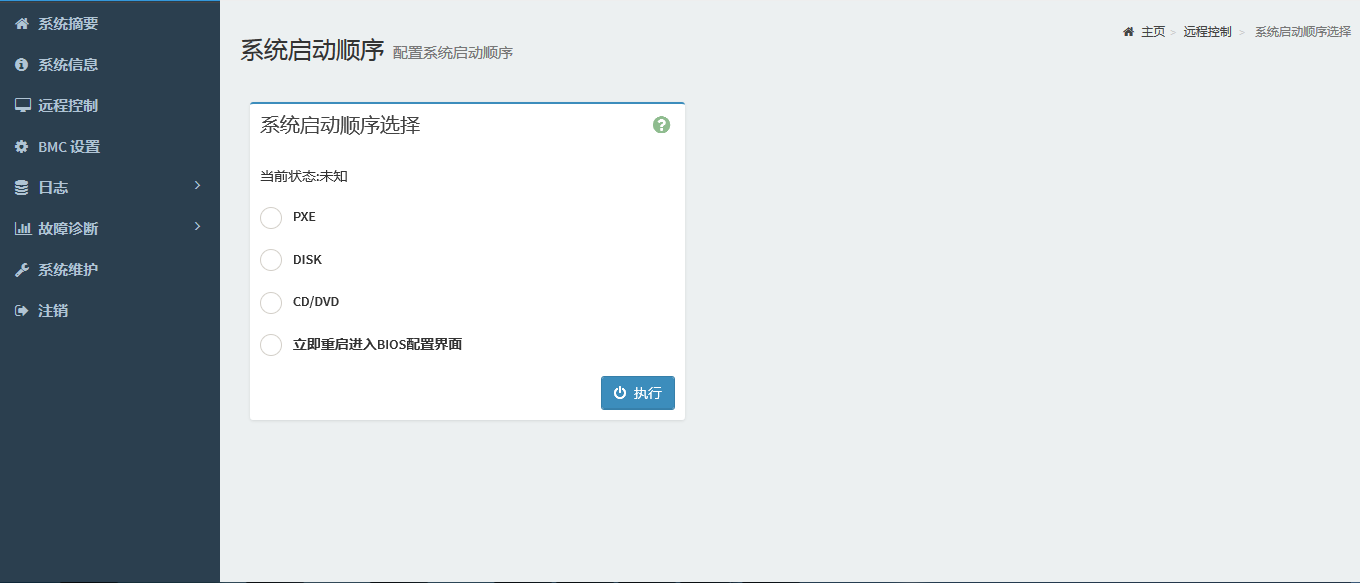 系统摘要
系统信息
远程控制
BMC 设置
日志
故障诊断
系统维护
注销
系统启动顺序 配置系统启动顺序
主页 > 远程控制 > 系统启动顺序选择
系统启动顺序选择
当前状态:未知
PXE
DISK
CD/DVD
立即重启进入BIOS配置界面
执行